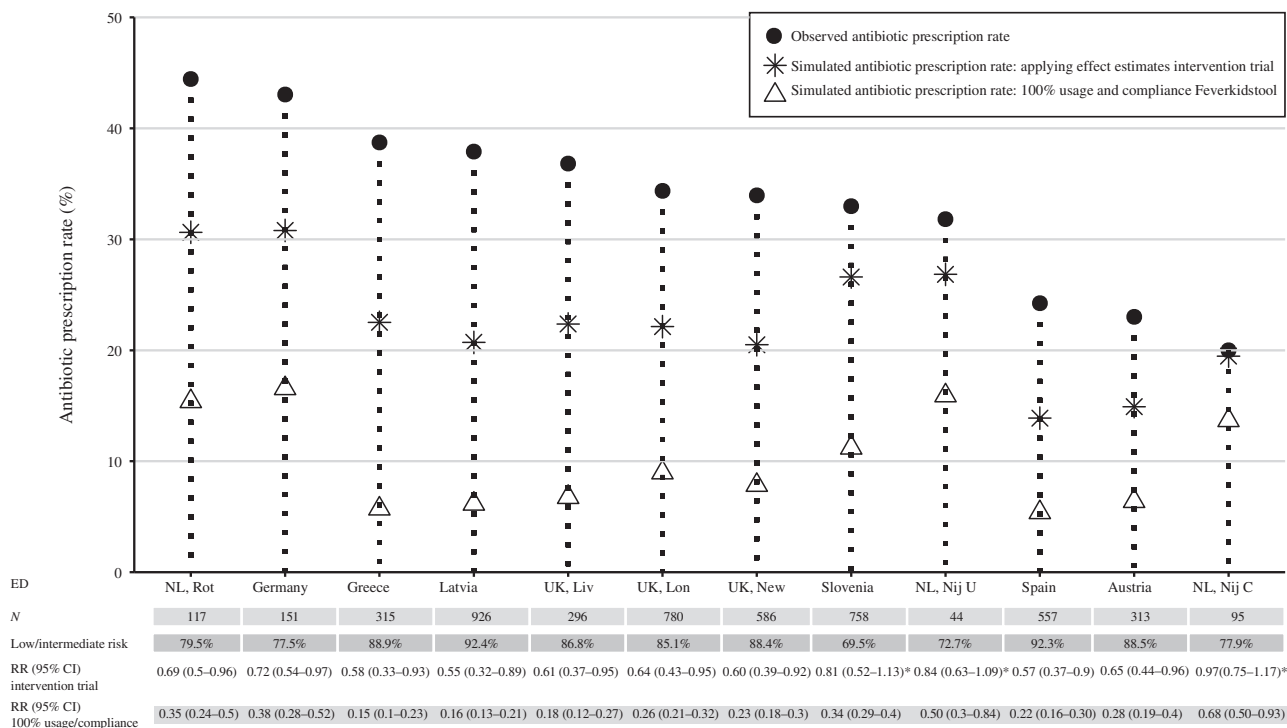 50
40
30
20
10
0
Antibiotic prescription rate (%)
Observed antibiotic prescription rate
Simulated antibiotic prescription rate: applying effect estimates intervention trial
Simulated antibiotic prescription rate: 100% usage and compliance Feverkidstool
ED NL, Rot Germany Greece Latvia UK, Liv UK, Lon UK, New Slovenia NL, Nij U Spain Austria NL, Nij C
N 117 151 315 926 296 780 586 758 44 557 313 95
Low/intermediate risk 79.5% 77.5% 88.9% 92.4% 86.8% 85.1% 88.4% 69.5% 72.7% 92.3% 88.5% 77.9%
RR (95% CI) 0.69 (0.5–0.96) 0.72 (0.54–0.97) 0.58 (0.33–0.93) 0.55 (0.32–0.89) 0.61 (0.37–0.95) 0.64 (0.43–0.95) 0.60 (0.39–0.92) 0.81 (0.52–1.13)* 0.84 (0.63–1.09)* 0.57 (0.37–0.9) 0.65 (0.44–0.96) 0.97(0.75–1.17)*
intervention trial
RR (95% CI) 0.35 (0.24–0.5) 0.38 (0.28–0.52) 0.15 (0.1–0.23) 0.16 (0.13–0.21) 0.18 (0.12–0.27) 0.26 (0.21–0.32) 0.23 (0.18–0.3) 0.34 (0.29–0.4) 0.50 (0.3–0.84) 0.22 (0.16–0.30) 0.28 (0.19–0.4) 0.68 (0.50–0.93)
100% usage/compliance